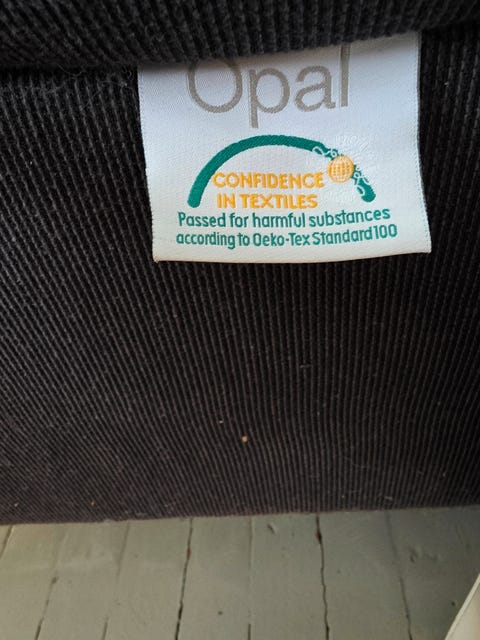 Opal
CONFIDENCE
IN TEXTILES
Passed for harmful substances
according to Oeko-Tex Standard 100